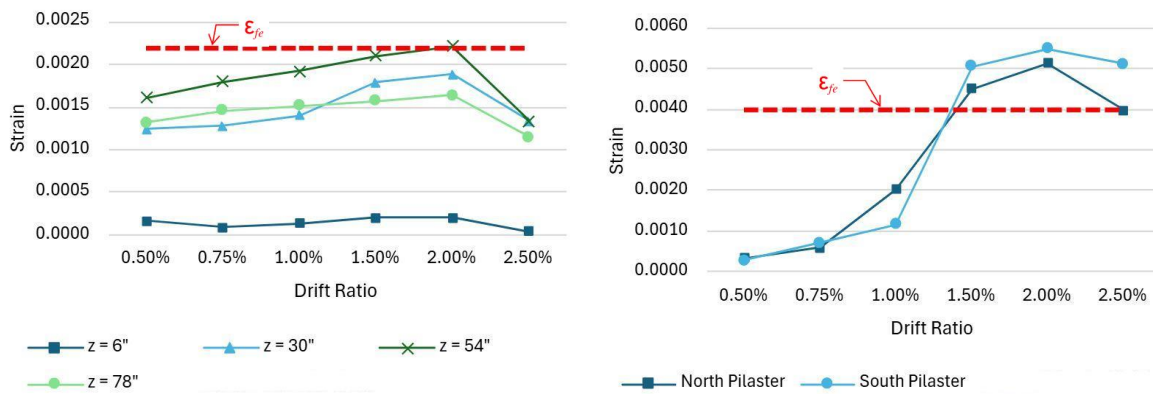 0.0025
0.0020
0.0015
0.0010
0.0005
0.0000
Strain
εfe
0.50% 0.75% 1.00% 1.50% 2.00% 2.50%
Drift Ratio
z = 6" z = 30" z = 54"
z = 78"
0.0060
0.0050
0.0040
0.0030
0.0020
0.0010
0.0000
Strain
εfe
0.50% 0.75% 1.00% 1.50% 2.00% 2.50%
Drift Ratio
North Pilaster South Pilaster